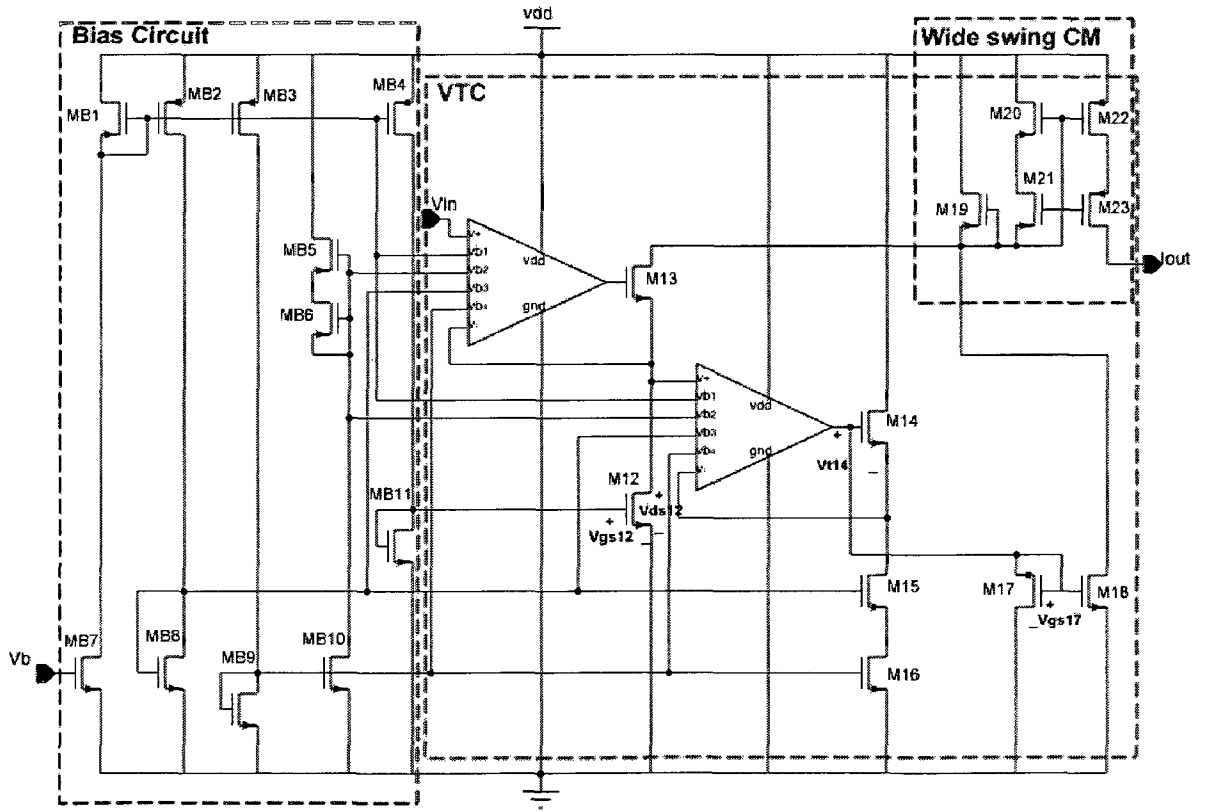 vdd
Bias Circuit
Wide swing CM
MB1
MB2
MB3
MB4
VTC
M20
M22
Vin
M19
M21
M23
MB5
V+
Vb1
Vb2
Vb3
Vb4
V-
vdd
gnd
M13
Iout
MB6
V+
Vb1
Vb2
Vb3
Vb4
V-
vdd
gnd
M14
+
Vt14
_
MB11
M12
+
Vds12
_
+
Vgs12
_
M15
M17
M18
+
_Vgs17
MB7
MB8
MB9
MB10
Vb
M16